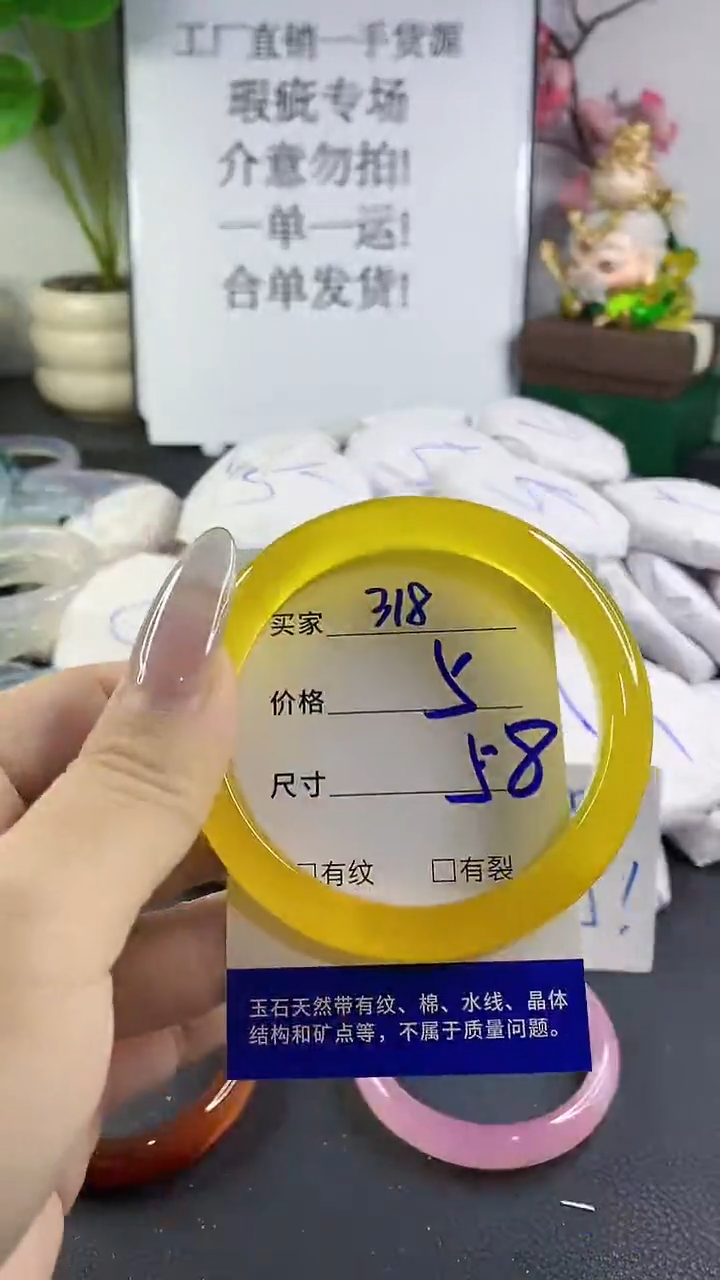 工厂直销一手货源
瑕疵专场
介意勿拍!
一单一运!
合单发货!
买家 318
价格 5
尺寸 58
□有纹 □有裂
玉石天然带有纹、棉、水线、晶体
结构和矿点等，不属于质量问题。